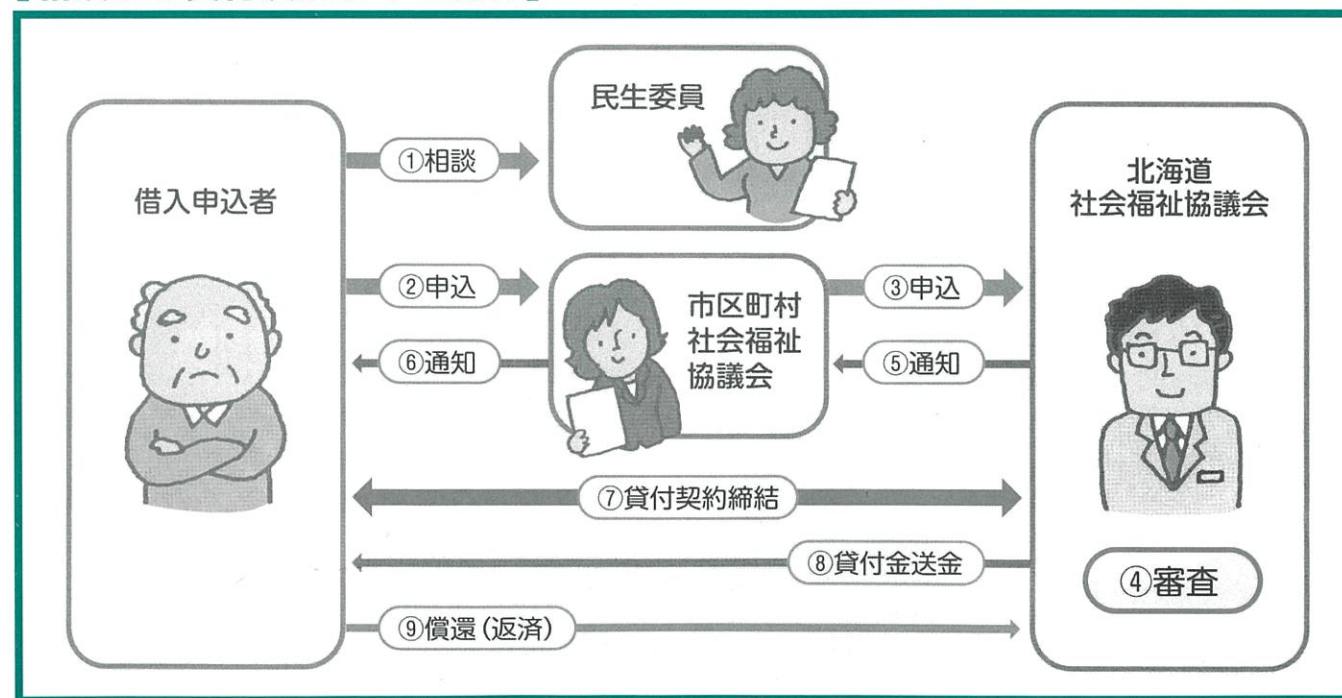 民生委員
①相談
借入申込者
北海道
社会福祉協議会
②申込
市区町村
社会福祉
協議会
③申込
⑥通知
⑤通知
⑦貸付契約締結
⑧貸付金送金
④審査
⑨償還(返済)